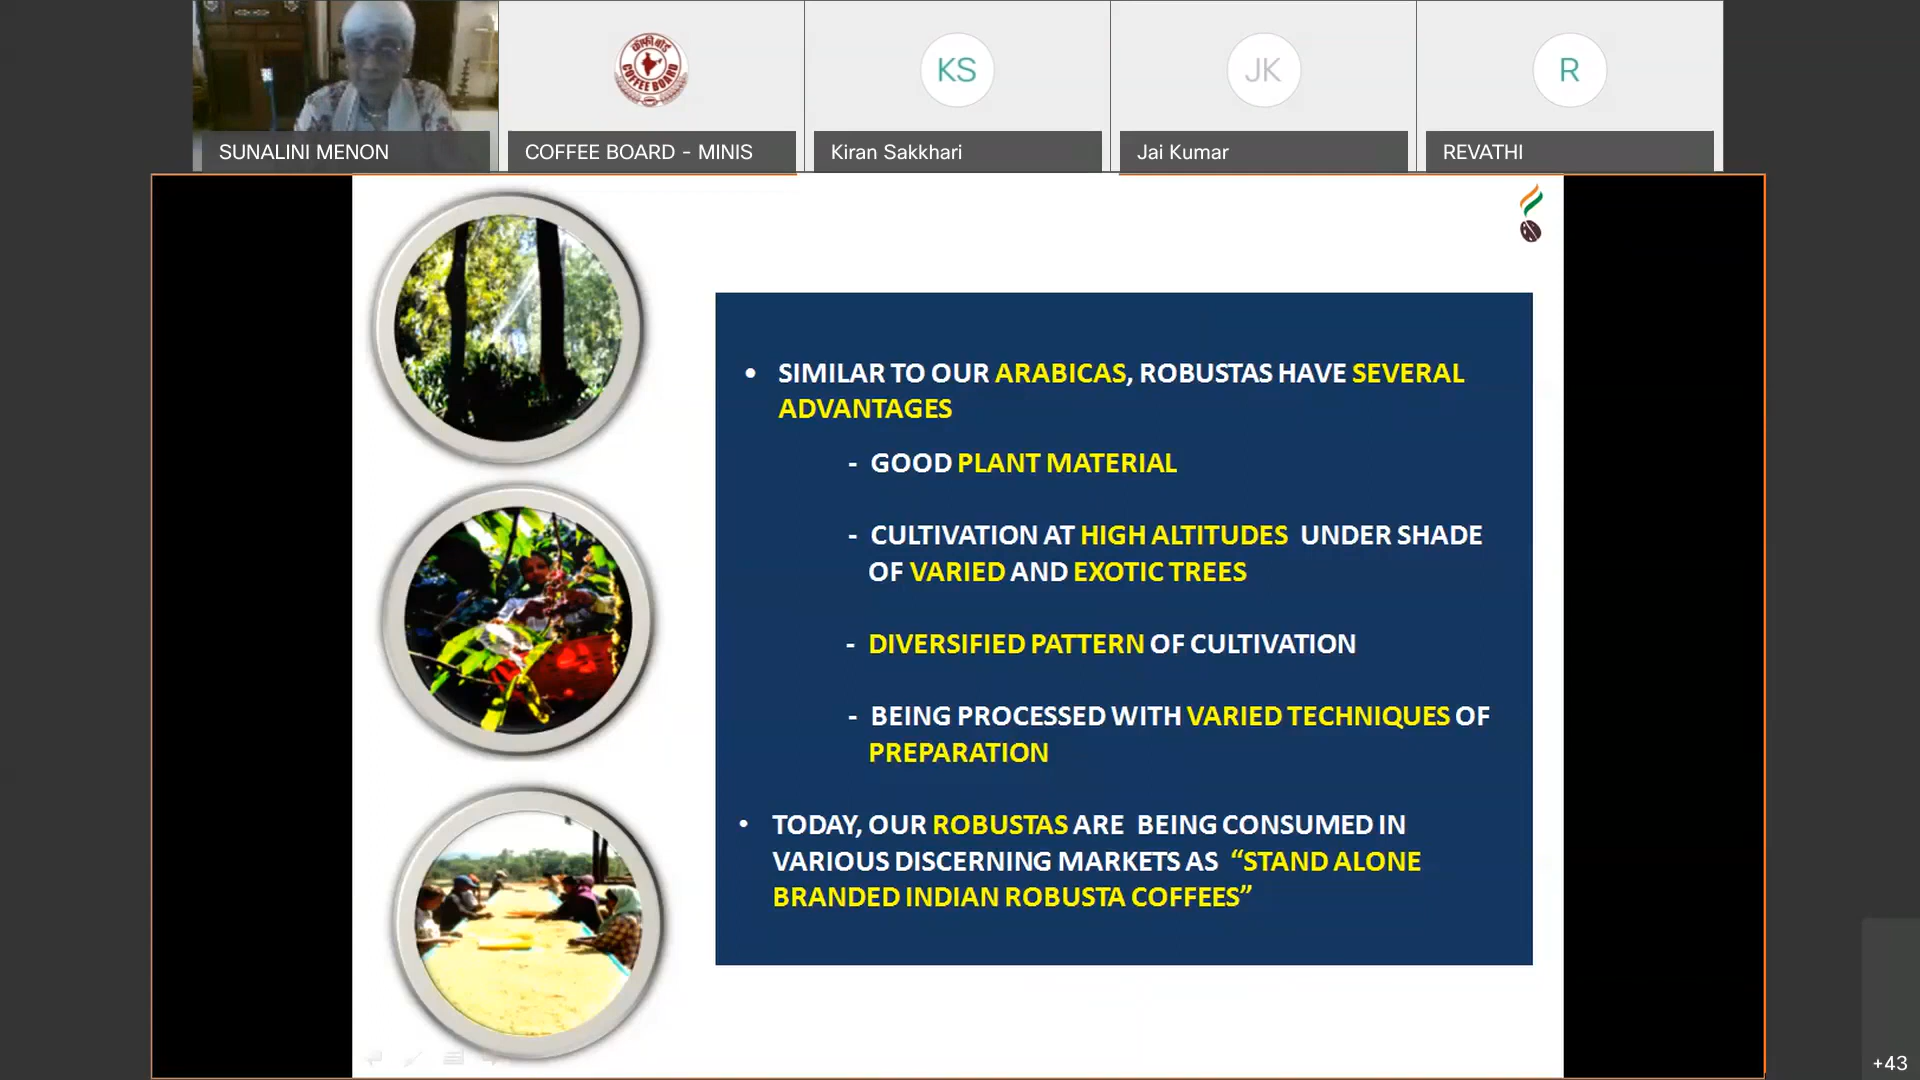 SUNALINI MENON
कॉफी बोर्ड
COFFEE BOARD
COFFEE BOARD - MINIS
KS
Kiran Sakkhari
JK
Jai Kumar
R
REVATHI
• SIMILAR TO OUR ARABICAS, ROBUSTAS HAVE SEVERAL
ADVANTAGES
- GOOD PLANT MATERIAL
- CULTIVATION AT HIGH ALTITUDES UNDER SHADE
OF VARIED AND EXOTIC TREES
- DIVERSIFIED PATTERN OF CULTIVATION
- BEING PROCESSED WITH VARIED TECHNIQUES OF
PREPARATION
• TODAY, OUR ROBUSTAS ARE BEING CONSUMED IN
VARIOUS DISCERNING MARKETS AS “STAND ALONE
BRANDED INDIAN ROBUSTA COFFEES”
+43